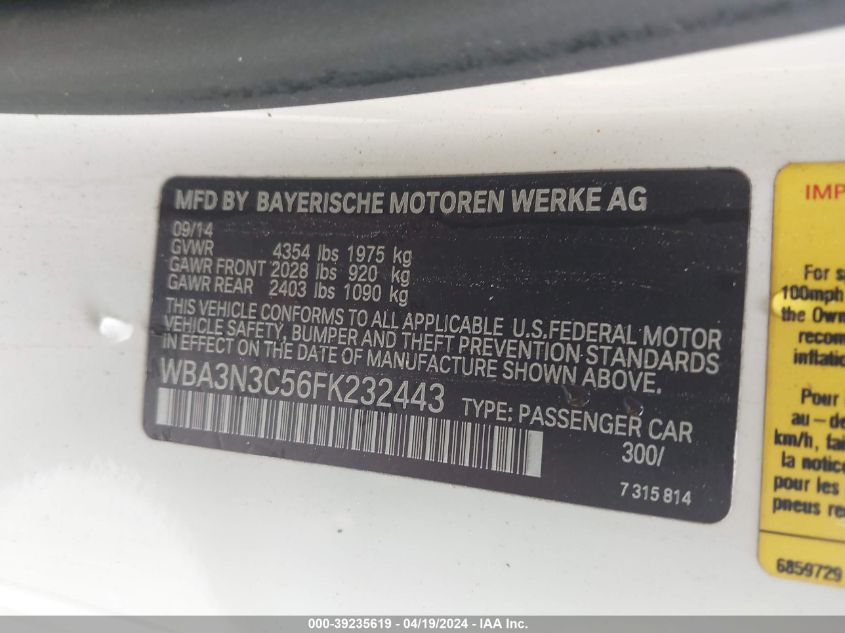 MFD BY BAYERISCHE MOTOREN WERKE AG
09/14
GVWR 4354 lbs 1975 kg
GAWR FRONT 2028 lbs 920 kg
GAWR REAR 2403 lbs 1090 kg
THIS VEHICLE CONFORMS TO ALL APPLICABLE U.S.FEDERAL MOTOR
VEHICLE SAFETY, BUMPER AND THEFT PREVENTION STANDARDS
IN EFFECT ON THE DATE OF MANUFACTURE SHOWN ABOVE.
WBA3N3C56FK232443 TYPE: PASSENGER CAR
300/
7 315 814
IMP
For s
100mph
the Own
recom
inflati
Pour
au-de
km/h, fai
la notice
pour les
pneus re
6859729
000-39235619 / 04/19/2024 - IAA Inc.